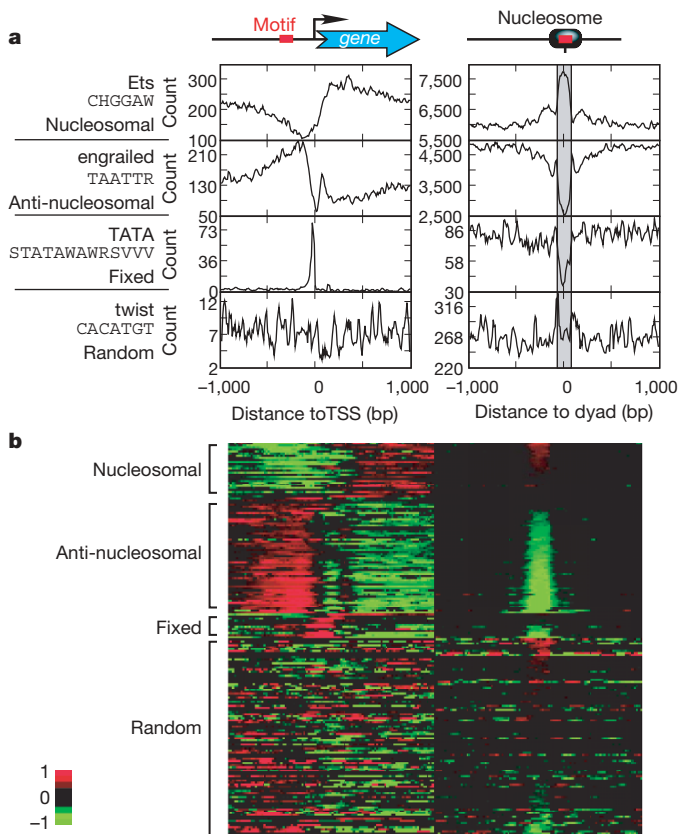 a
Motif
gene
Nucleosome
Ets
CHGGAW
Nucleosomal
Count
300
200
100
7,500
6,500
5,500
engrailed
TAATTR
Anti-nucleosomal
Count
210
130
50
4,500
2,500
TATA
STATAWAWRSVVV
Fixed
Count
73
36
0
86
58
30
twist
CACATGT
Random
Count
12
7
2
316
268
220
−1,000
0
1,000
−1,000
0
1,000
Distance toTSS (bp)
Distance to dyad (bp)
b
Nucleosomal
Anti-nucleosomal
Fixed
Random
1
0
−1